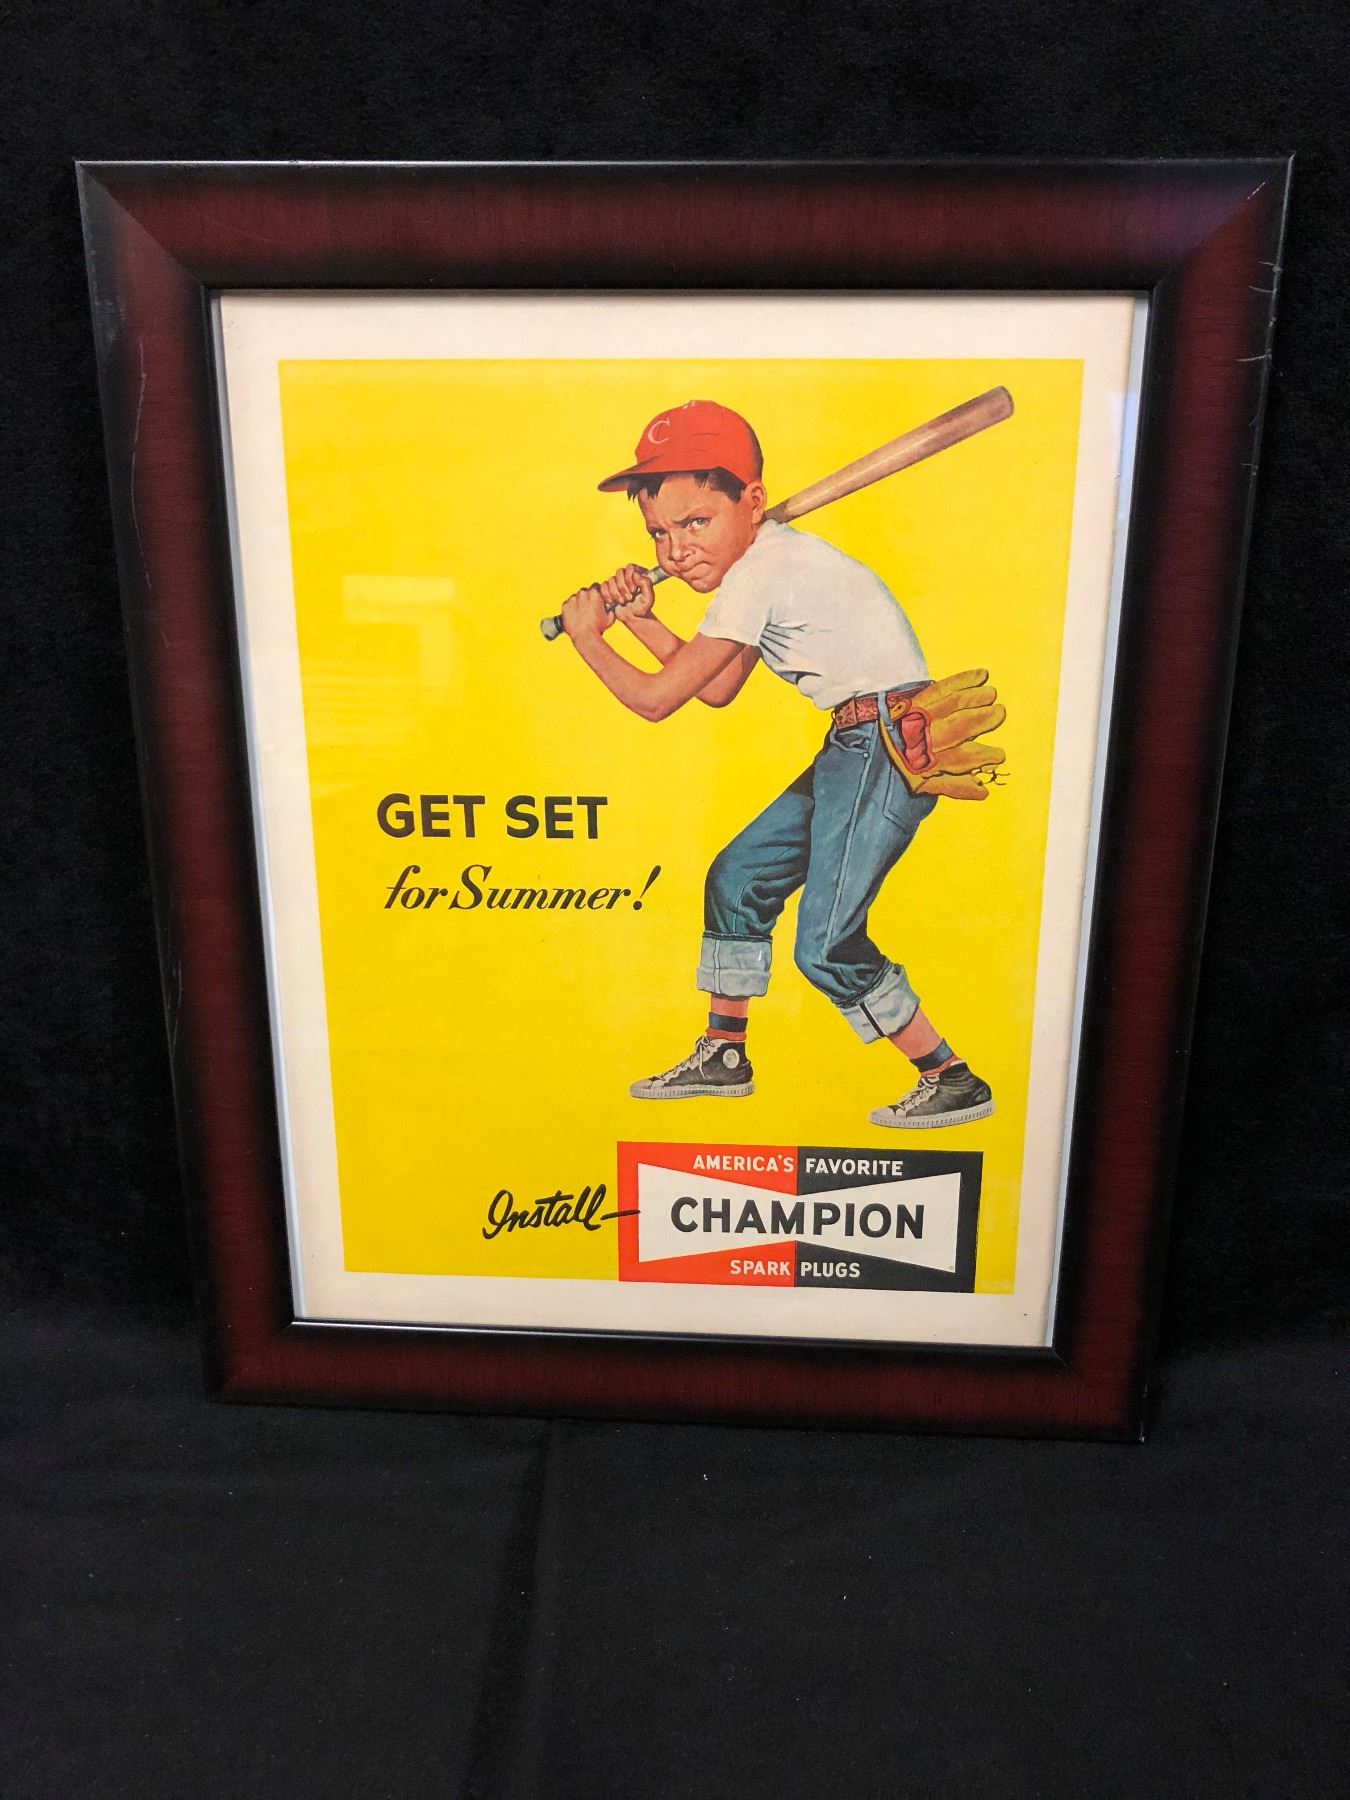 C
GET SET
for Summer!
Install—
AMERICA'S FAVORITE
CHAMPION
SPARK PLUGS